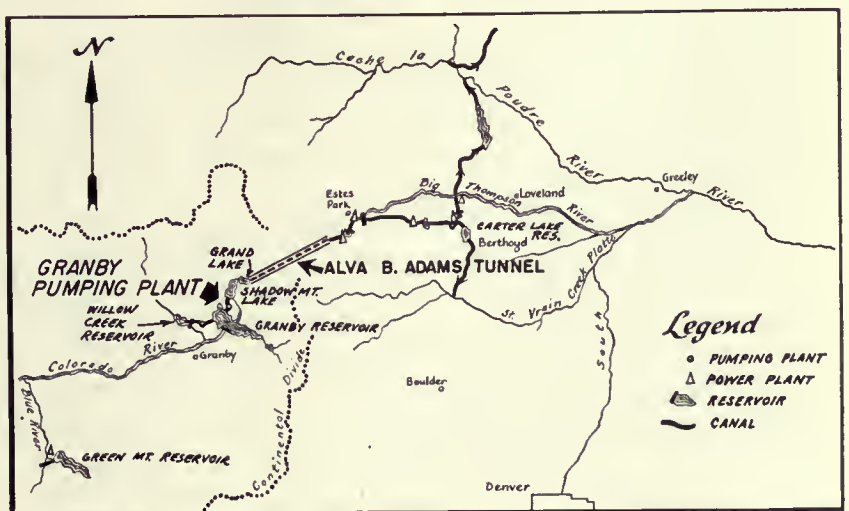 N
Cache la
Poudre
River
Greeley
River
Estes
Park
Big Thompson
Loveland
River
CARTER LAKE
RES.
Berthoyd
GRAND
LAKE
ALVA B. ADAMS TUNNEL
GRANBY
PUMPING PLANT
SHADOW MT.
LAKE
WILLOW
CREEK
RESERVOIR
GRANBY RESERVOIR
St. Vrain Creek
Platte
South
Colorado River
Granby
Continental Divide
Boulder
Blue River
GREEN MT. RESERVOIR
Denver
Legend
PUMPING PLANT
POWER PLANT
RESERVOIR
CANAL